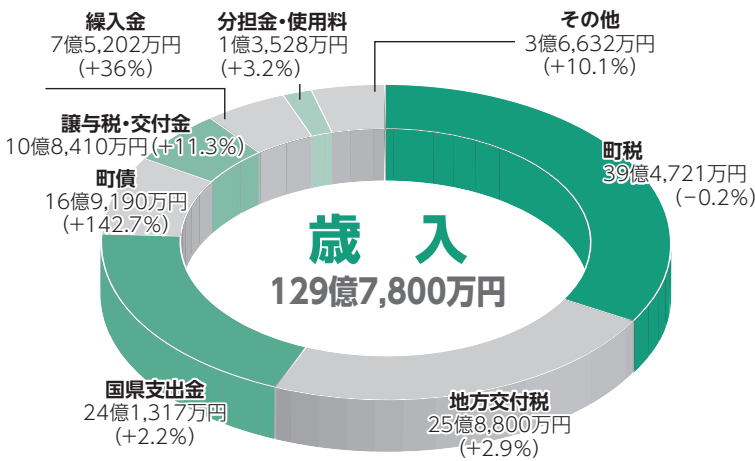 繰入金
7億5,202万円
(+36%)
分担金・使用料
1億3,528万円
(+3.2%)
その他
3億6,632万円
(+10.1%)
譲与税・交付金
10億8,410万円(+11.3%)
町債
16億9,190万円
(+142.7%)
町税
39億4,721万円
(−0.2%)
歳 入
129億7,800万円
国県支出金
24億1,317万円
(+2.2%)
地方交付税
25億8,800万円
(+2.9%)